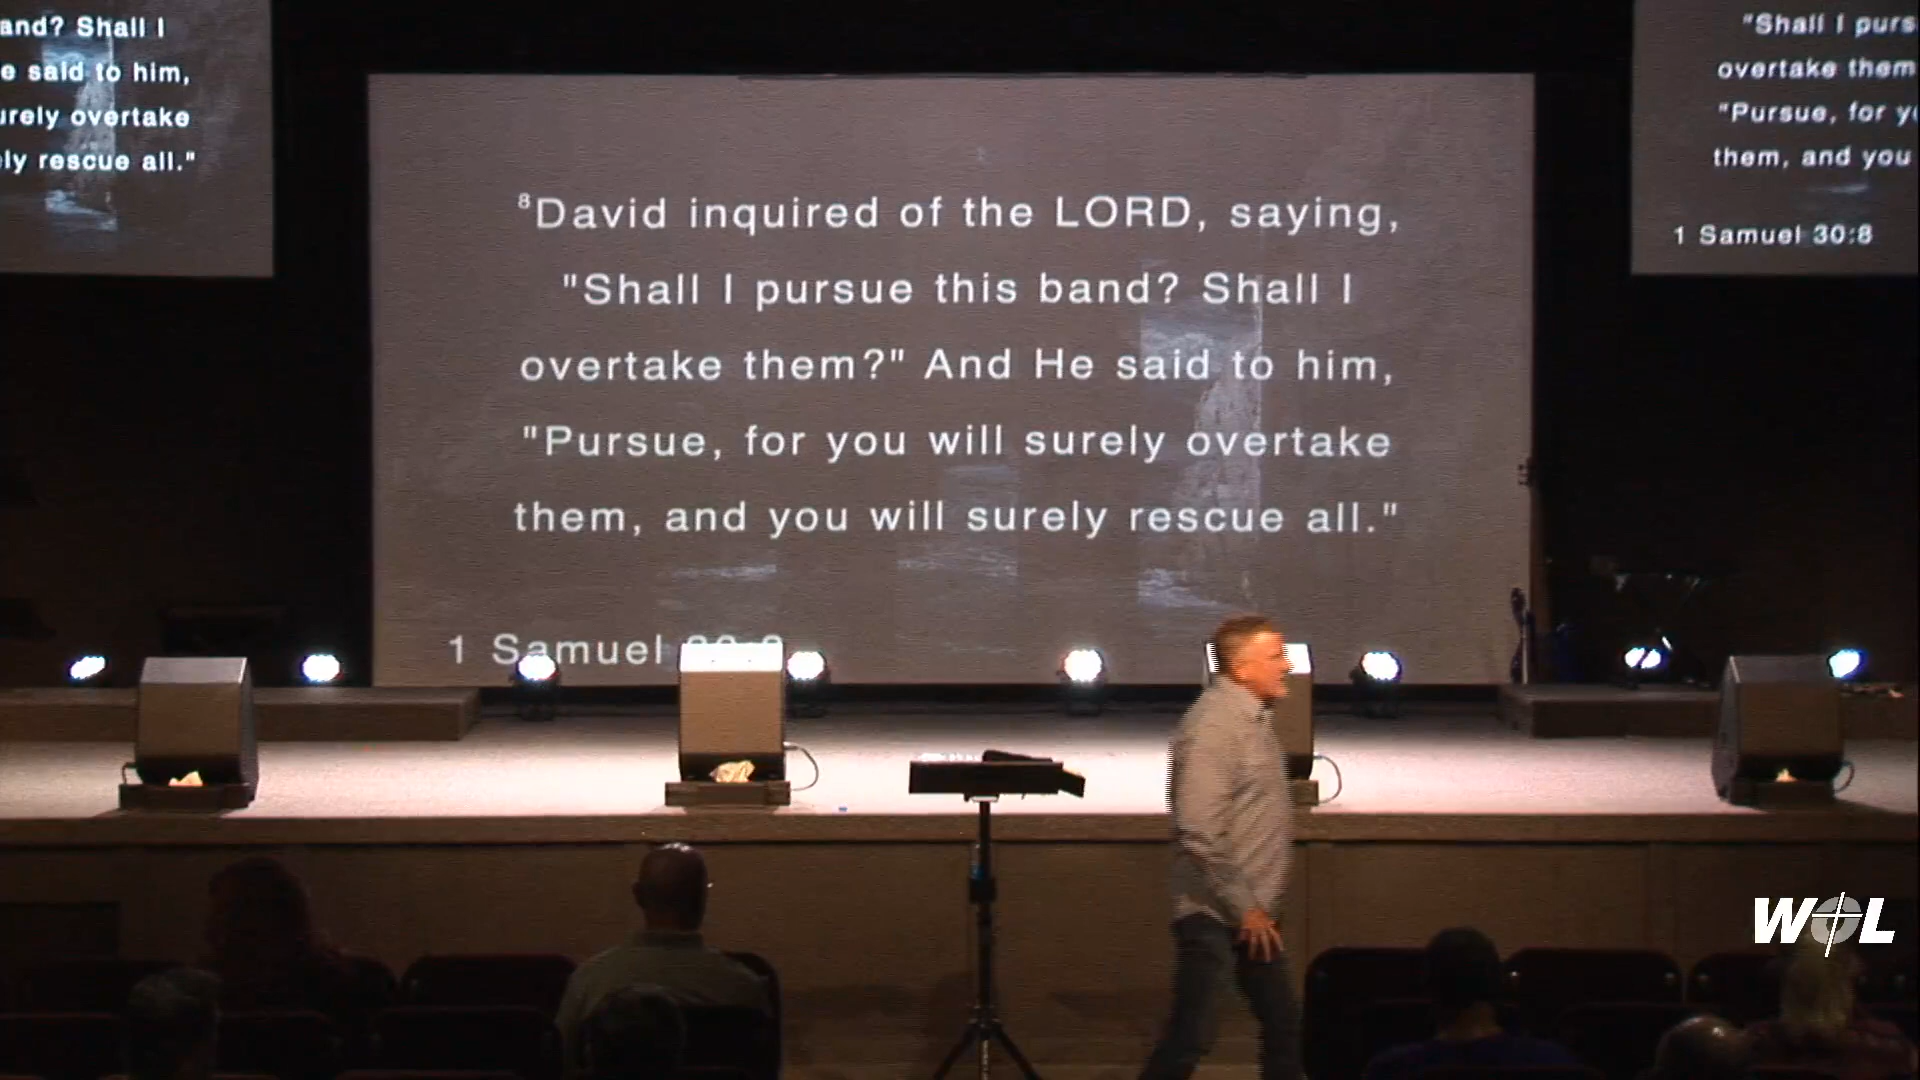 and? Shall I
e said to him,
urely overtake
ly rescue all."
⁸David inquired of the LORD, saying,
"Shall I pursue this band? Shall I
overtake them?" And He said to him,
"Pursue, for you will surely overtake
them, and you will surely rescue all."
1 Samuel 30:8
"Shall I purs
overtake them
"Pursue, for yo
them, and you
1 Samuel 30:8
WOL